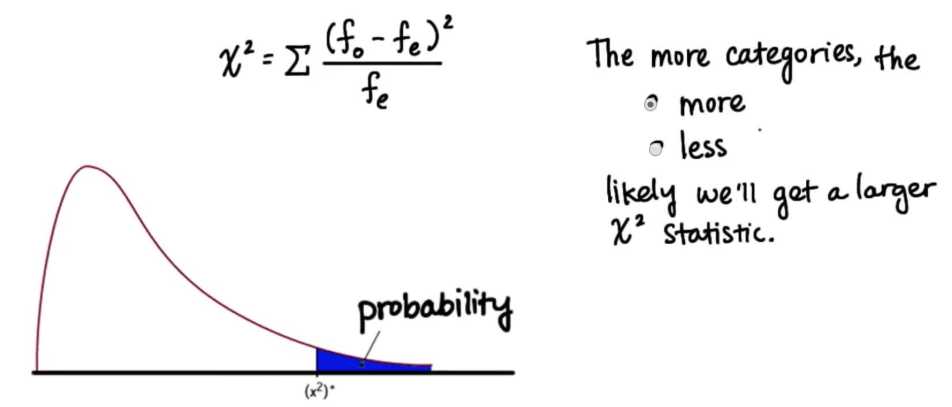 χ² = Σ (fₒ - fₑ)² / fₑ
The more categories, the
more
less
likely we'll get a larger
χ² statistic.
probability
(x²)*